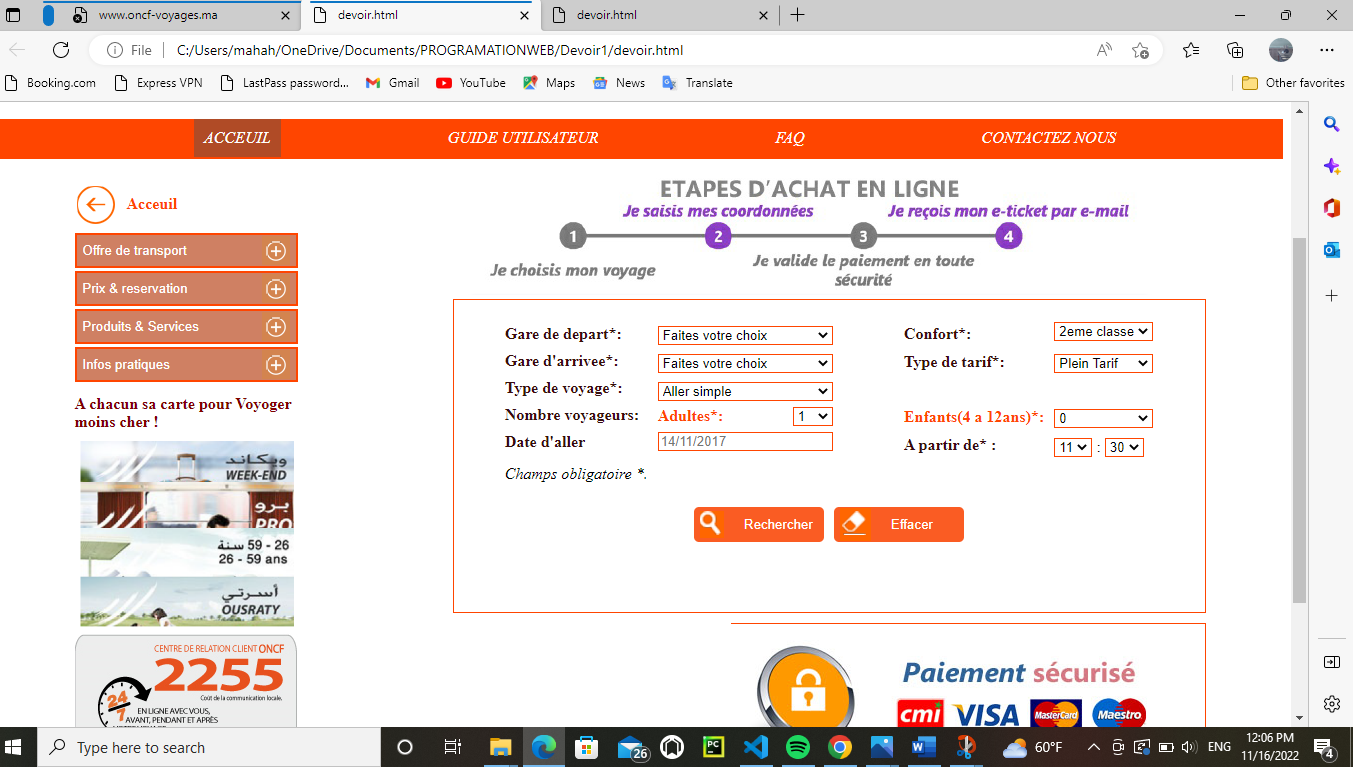 www.oncf-voyages.ma
devoir.html
devoir.html
File
C:/Users/mahah/OneDrive/Documents/PROGRAMATIONWEB/Devoir1/devoir.html
Booking.com
Express VPN
LastPass password...
Gmail
YouTube
Maps
News
Translate
Other favorites
ACCEUIL
GUIDE UTILISATEUR
FAQ
CONTACTEZ NOUS
Acceuil
Offre de transport
Prix & reservation
Produits & Services
Infos pratiques
A chacun sa carte pour Voyoger
moins cher !
ويكاند
WEEK-END
برو
PRO
26 - 59 سنة
26 - 59 ans
أسرتي
OUSRATY
CENTRE DE RELATION CLIENT ONCF
2255
Coût de la communication locale.
24/7
EN LIGNE AVEC VOUS,
AVANT, PENDANT ET APRÈS
ETAPES D'ACHAT EN LIGNE
Je saisis mes coordonnées
Je reçois mon e-ticket par e-mail
1
2
3
4
Je choisis mon voyage
Je valide le paiement en toute
sécurité
Gare de depart*:
Faites votre choix
Confort*:
2eme classe
Gare d'arrivee*:
Faites votre choix
Type de tarif*:
Plein Tarif
Type de voyage*:
Aller simple
Nombre voyageurs:
Adultes*:
1
Enfants(4 a 12ans)*:
0
Date d'aller
14/11/2017
A partir de* :
11 : 30
Champs obligatoire *.
Rechercher
Effacer
Paiement sécurisé
cmi
VISA
MasterCard
Maestro
Type here to search
26
PC
60°F
ENG
12:06 PM
11/16/2022
4